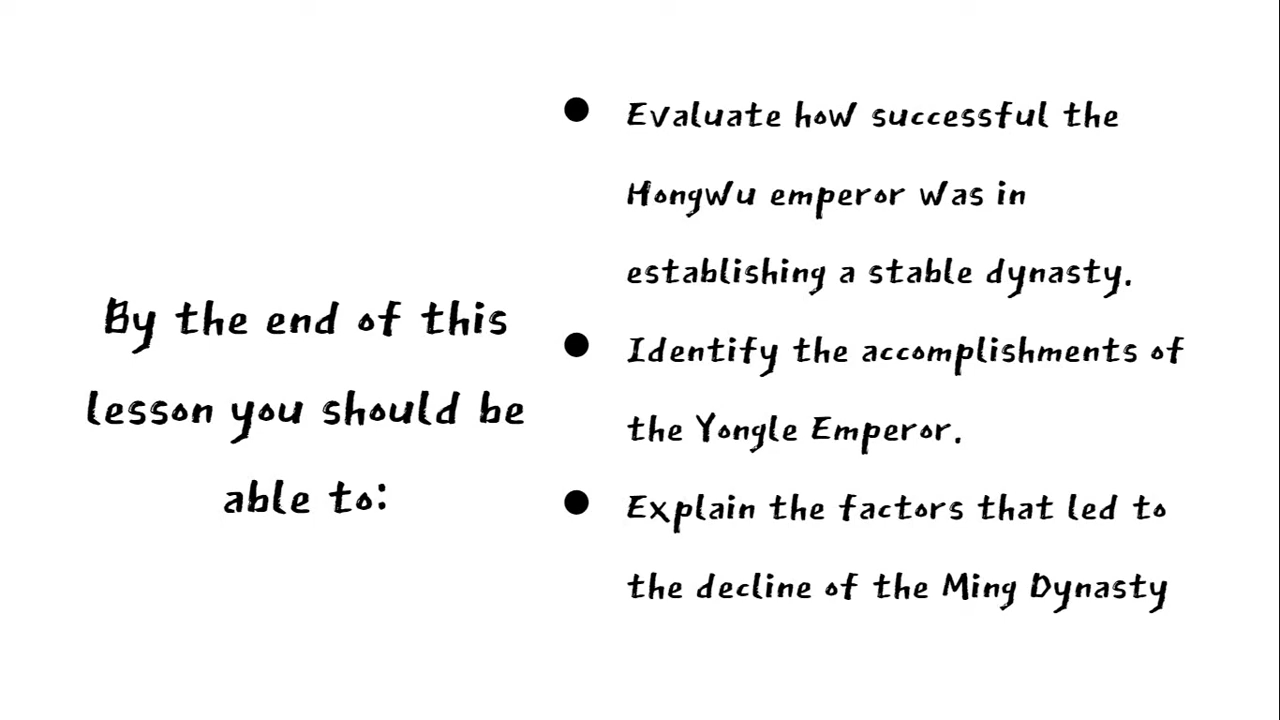 By the end of this
lesson you should be
able to:
● Evaluate how successful the
HongWu emperor was in
establishing a stable dynasty.
● Identify the accomplishments of
the Yongle Emperor.
● Explain the factors that led to
the decline of the Ming Dynasty